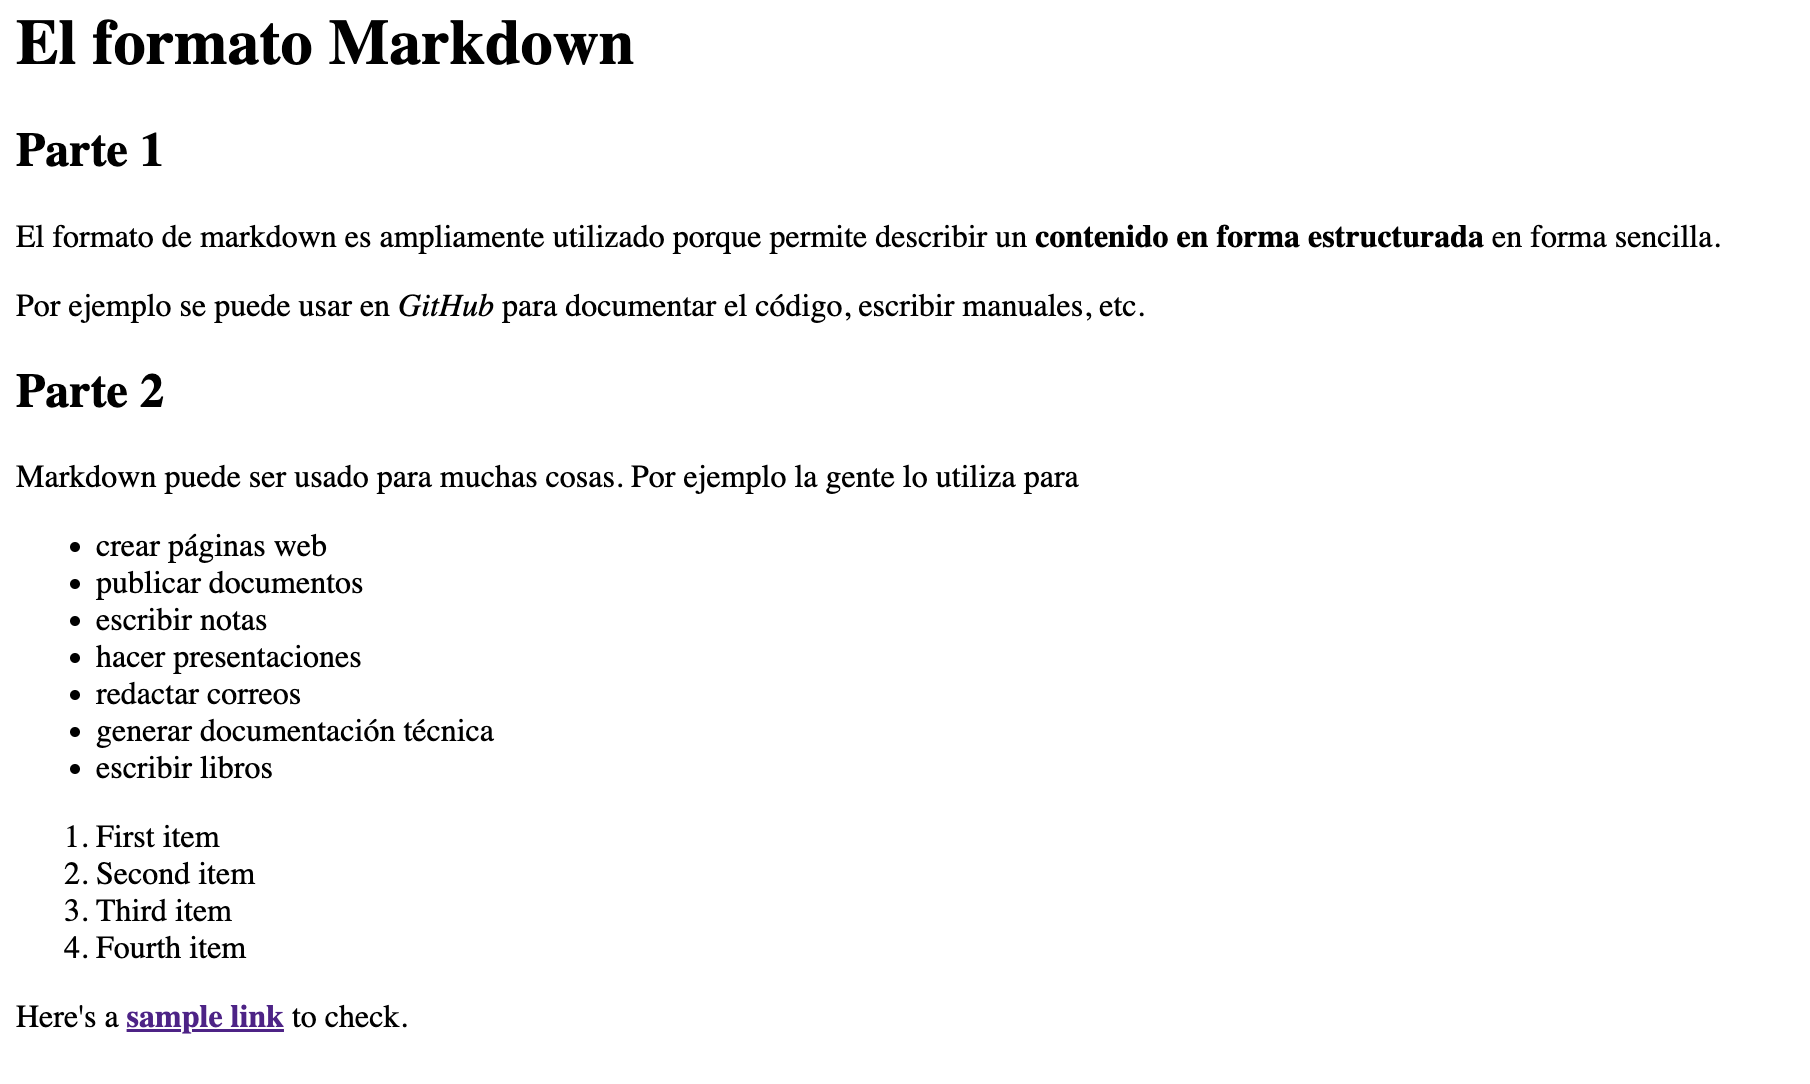 El formato Markdown
Parte 1
El formato de markdown es ampliamente utilizado porque permite describir un contenido en forma estructurada en forma sencilla.
Por ejemplo se puede usar en GitHub para documentar el código, escribir manuales, etc.
Parte 2
Markdown puede ser usado para muchas cosas. Por ejemplo la gente lo utiliza para
• crear páginas web
• publicar documentos
• escribir notas
• hacer presentaciones
• redactar correos
• generar documentación técnica
• escribir libros
1. First item
2. Second item
3. Third item
4. Fourth item
Here's a sample link to check.